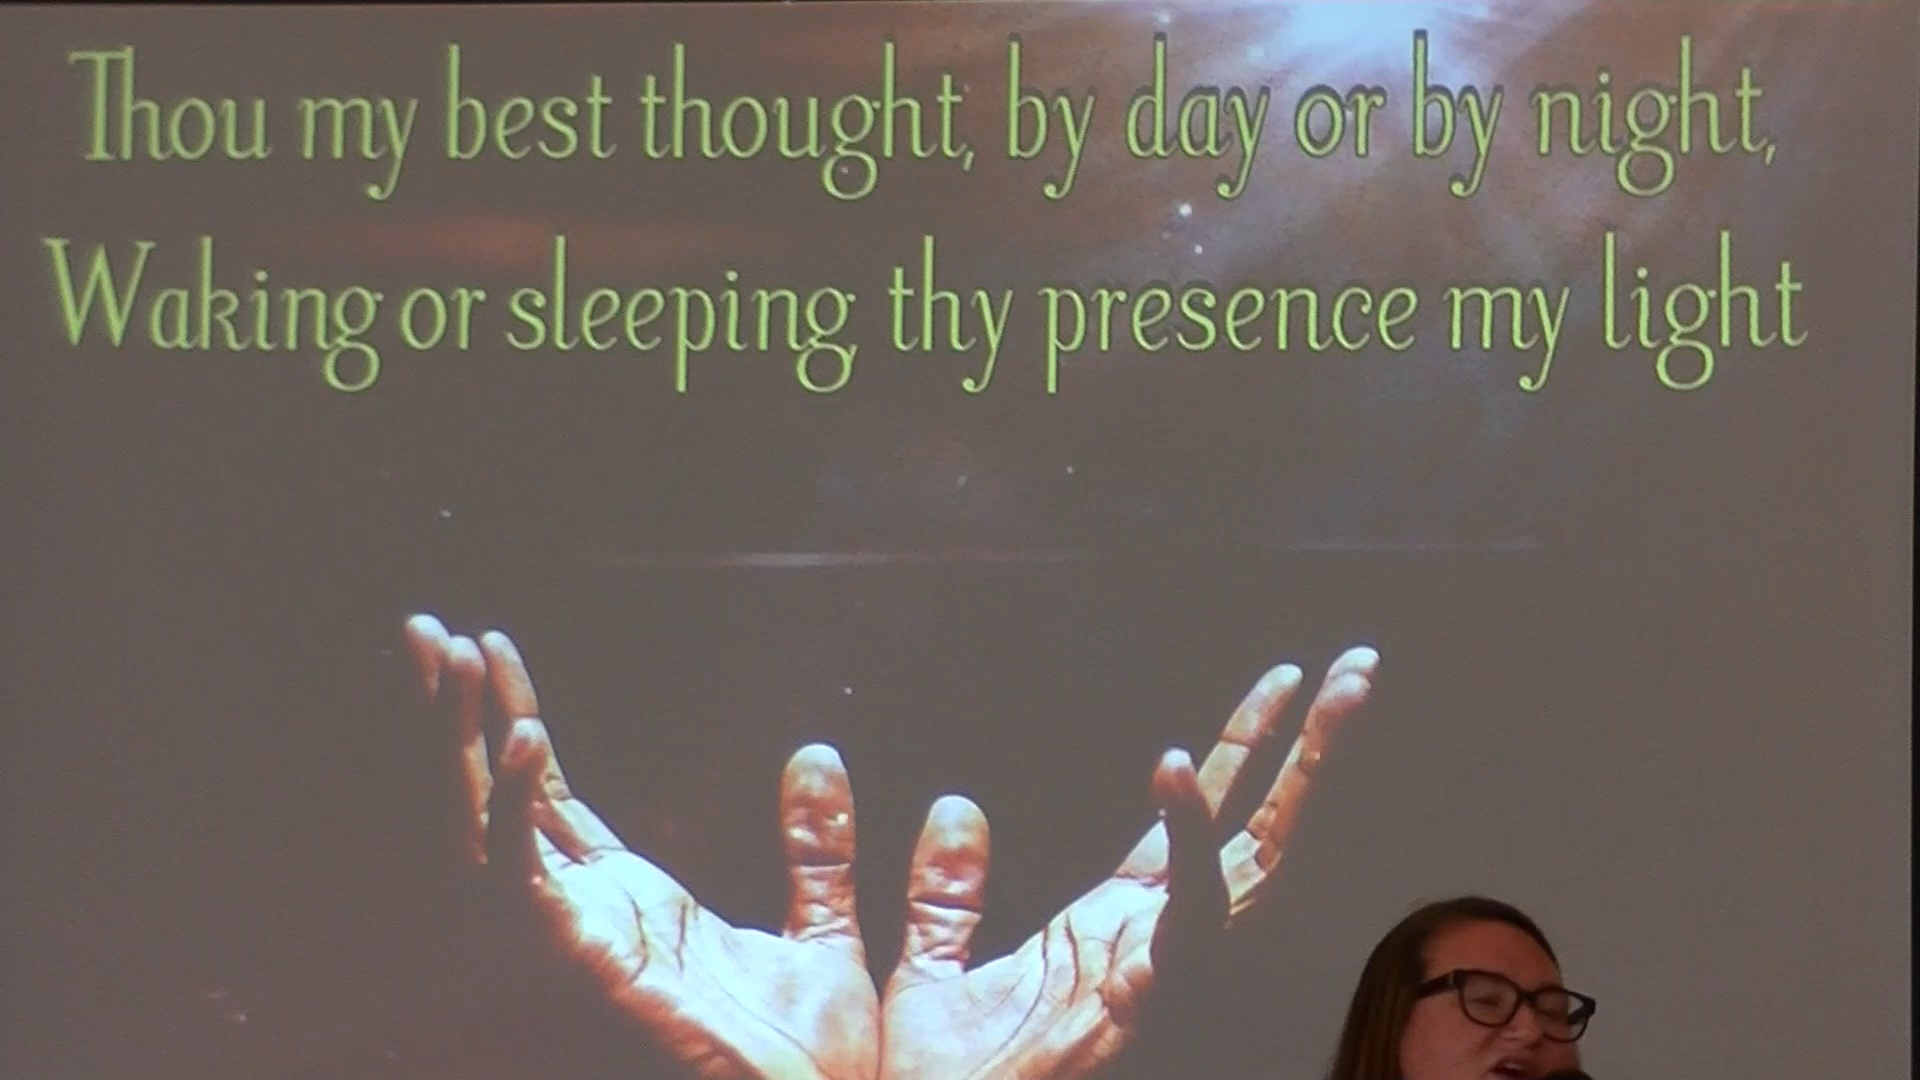 Thou my best thought, by day or by night,
Waking or sleeping, thy presence my light